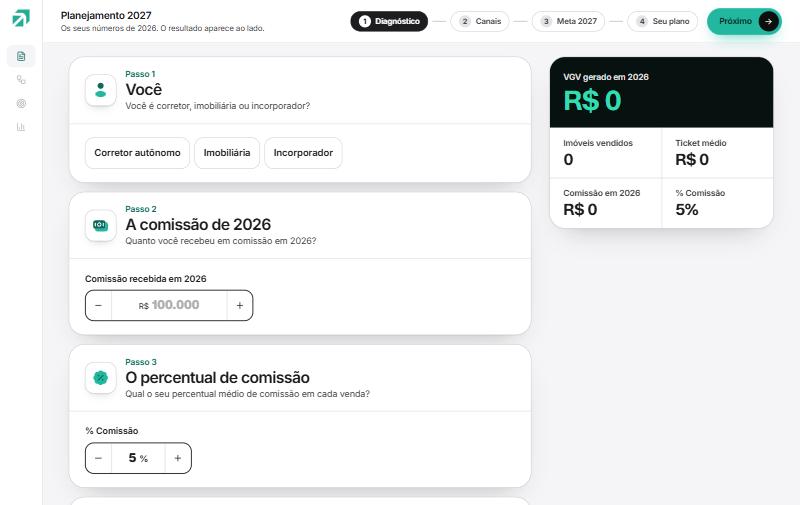 Planejamento 2027
Os seus números de 2026. O resultado aparece ao lado.
1 Diagnóstico
2 Canais
3 Meta 2027
4 Seu plano
Próximo
Passo 1
Você
Você é corretor, imobiliária ou incorporador?
Corretor autônomo
Imobiliária
Incorporador
Passo 2
A comissão de 2026
Quanto você recebeu em comissão em 2026?
Comissão recebida em 2026
− R$ 100.000 +
Passo 3
O percentual de comissão
Qual o seu percentual médio de comissão em cada venda?
% Comissão
− 5 % +
VGV gerado em 2026
R$ 0
Imóveis vendidos
0
Ticket médio
R$ 0
Comissão em 2026
R$ 0
% Comissão
5%